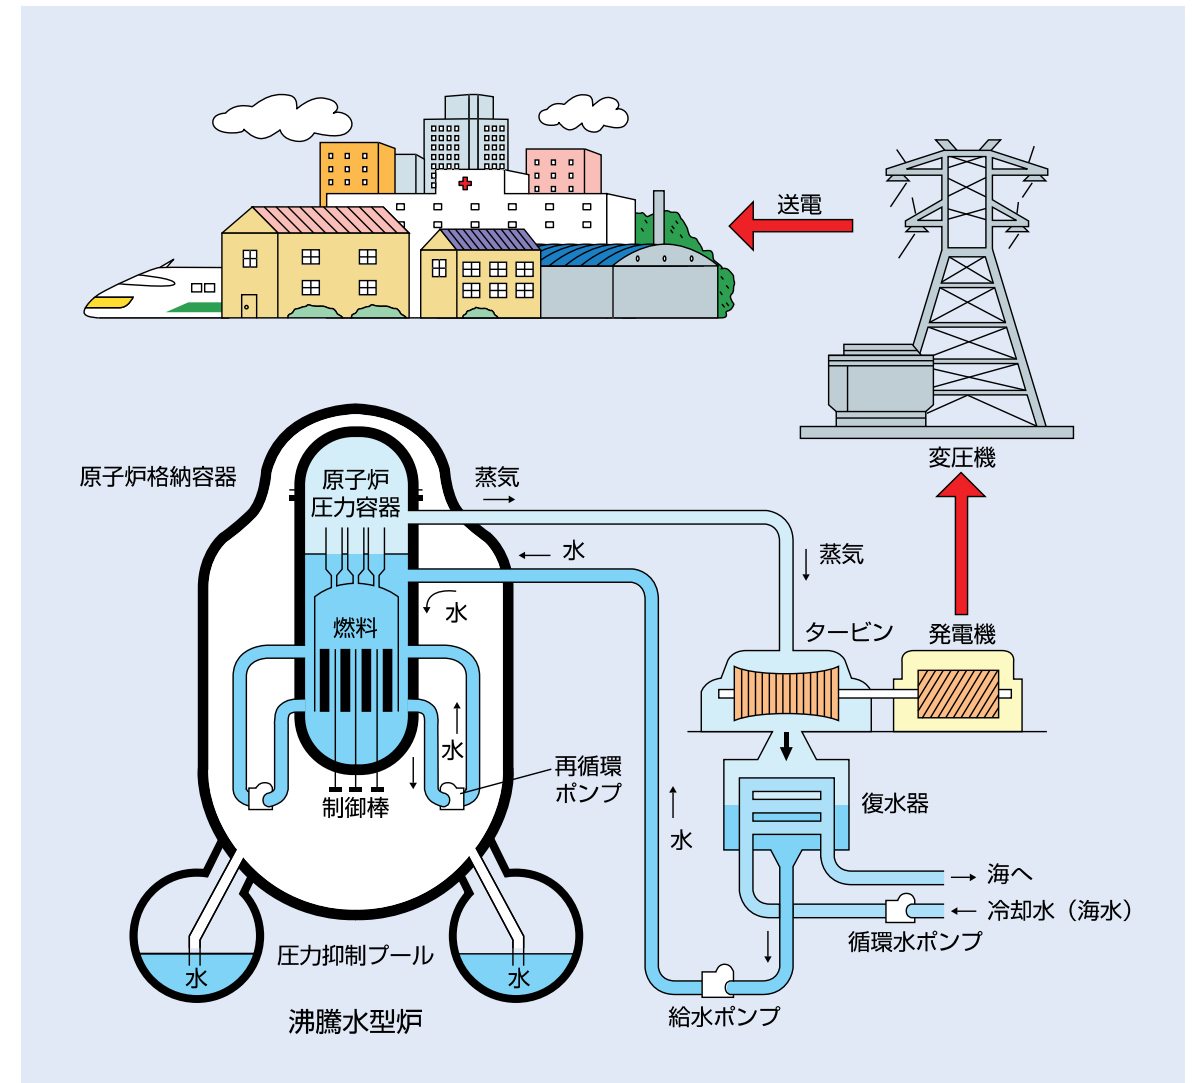 送電
変圧機
原子炉格納容器
原子炉
圧力容器
蒸気
水
蒸気
水
燃料
タービン
発電機
水
再循環
ポンプ
制御棒
復水器
水
海へ
冷却水（海水）
循環水ポンプ
圧力抑制プール
水
水
沸騰水型炉
給水ポンプ